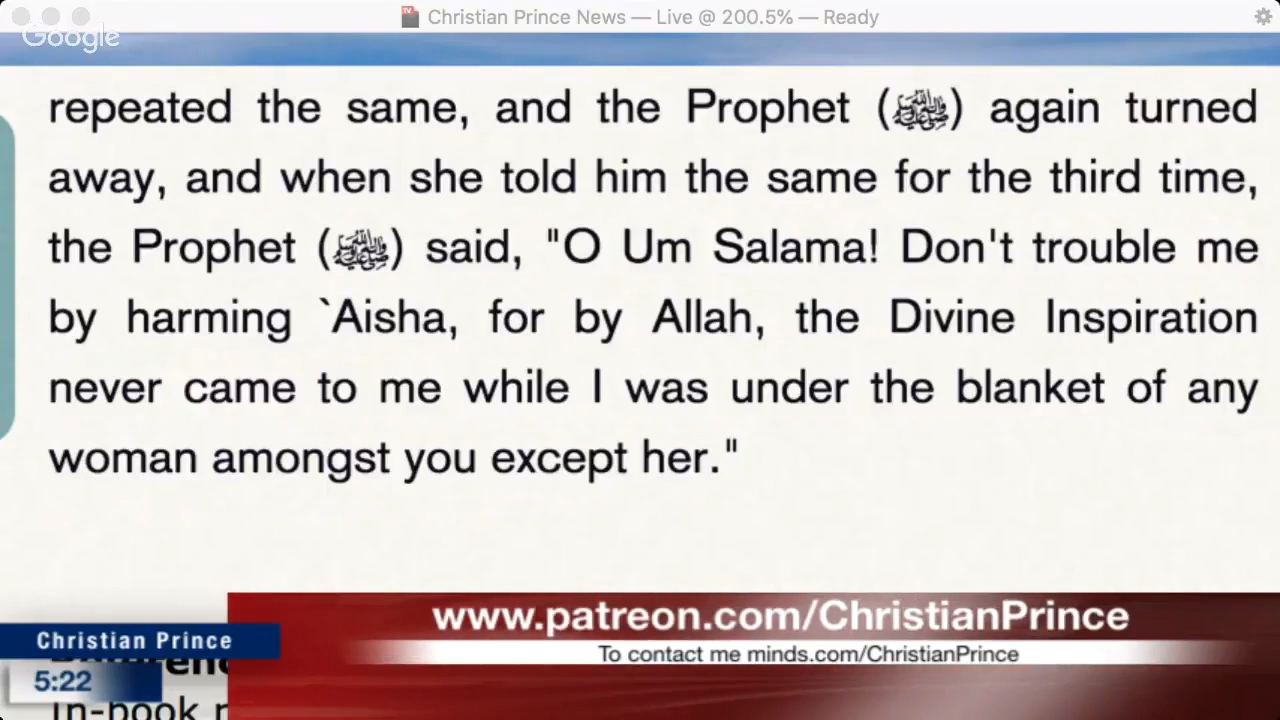 Christian Prince News — Live @ 200.5% — Ready
Google
repeated the same, and the Prophet (ﷺ) again turned
away, and when she told him the same for the third time,
the Prophet (ﷺ) said, "O Um Salama! Don't trouble me
by harming `Aisha, for by Allah, the Divine Inspiration
never came to me while I was under the blanket of any
woman amongst you except her."
www.patreon.com/ChristianPrince
Christian Prince
To contact me minds.com/ChristianPrince
5:22
In-book